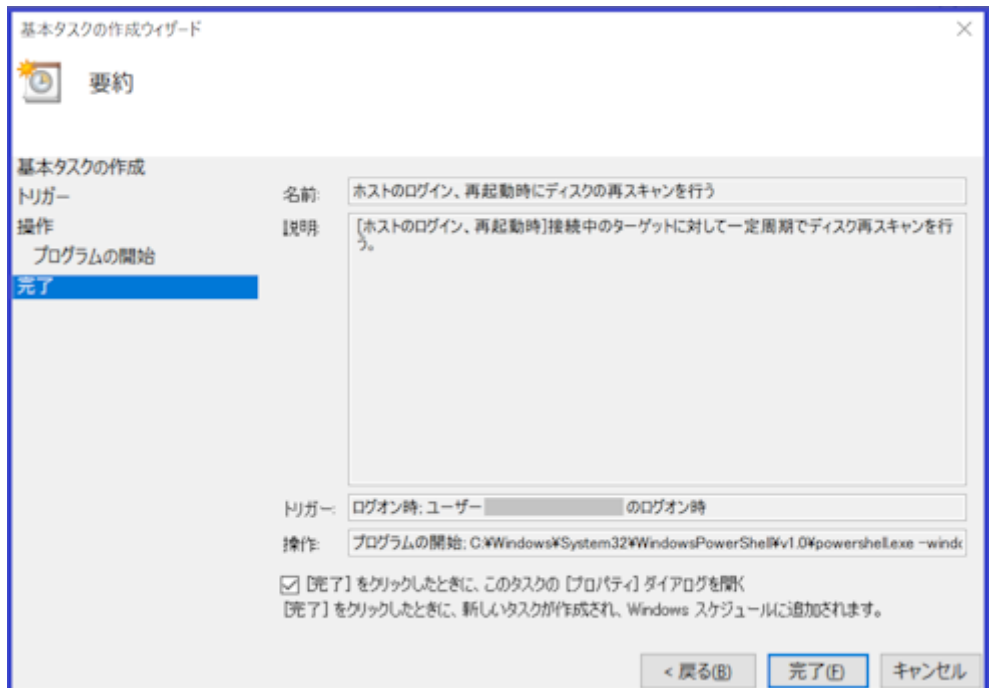 基本タスクの作成ウィザード
要約
基本タスクの作成
トリガー
操作
プログラムの開始
完了
名前: ホストのログイン、再起動時にディスクの再スキャンを行う
説明: [ホストのログイン、再起動時]接続中のターゲットに対して一定周期でディスク再スキャンを行
う。
トリガー: ログオン時; ユーザー のログオン時
操作: プログラムの開始; C:¥Windows¥System32¥WindowsPowerShell¥v1.0¥powershell.exe -windo
[完了] をクリックしたときに、このタスクの [プロパティ] ダイアログを開く
[完了] をクリックしたときに、新しいタスクが作成され、Windows スケジュールに追加されます。
< 戻る(B) 完了(F) キャンセル